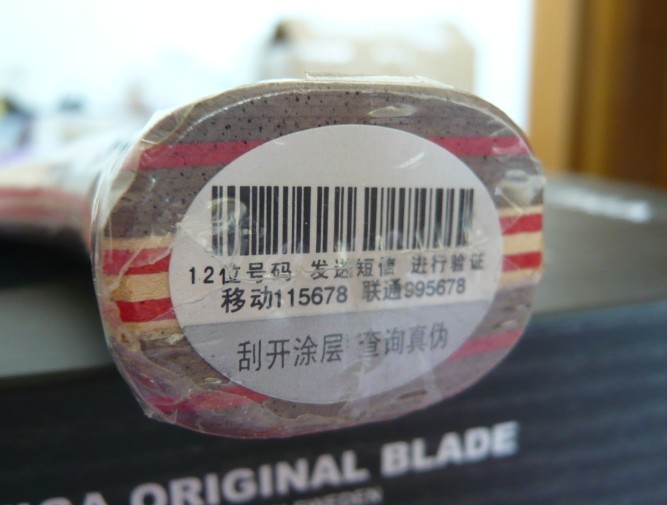 12位号码 发送短信 进行验证
移动115678 联通995678
刮开涂层 查询真伪
ORIGINAL BLADE
SWEDEN